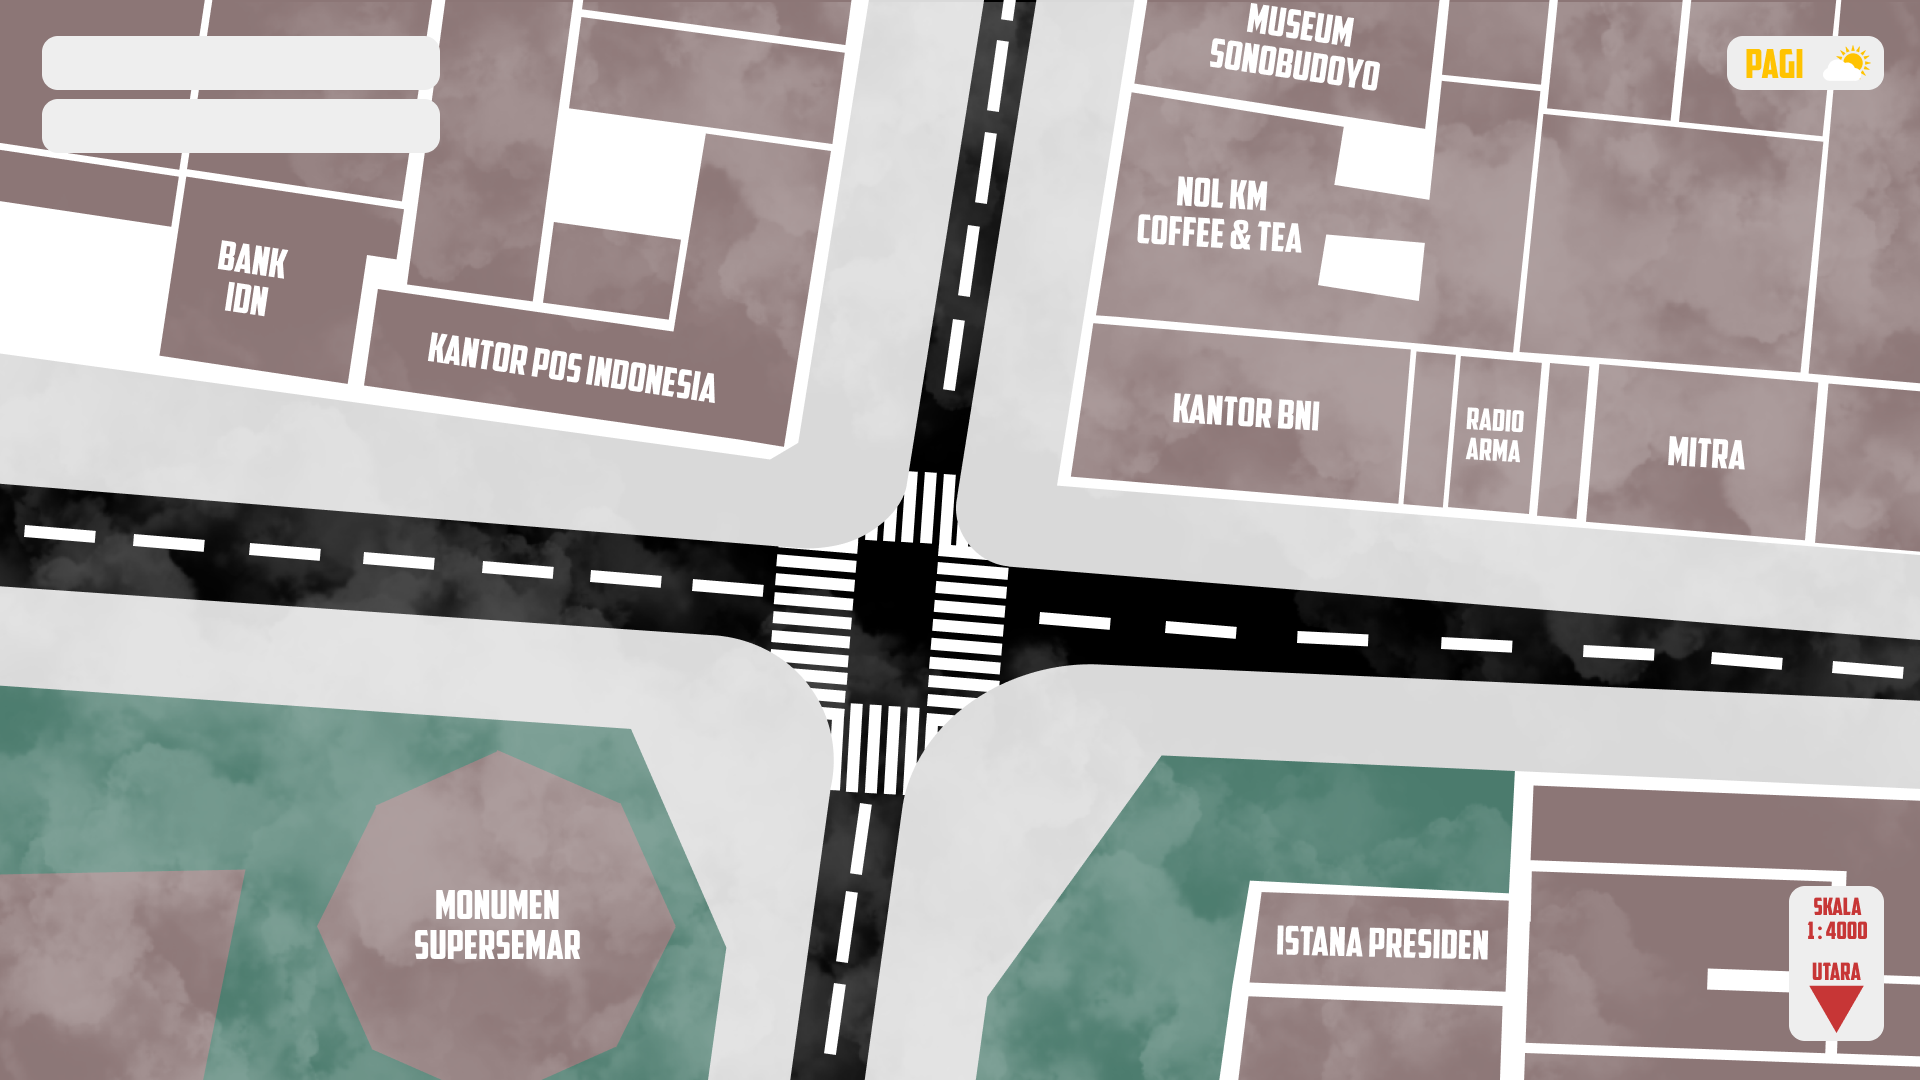 MUSEUM
SONOBUDOYO
PAGI
NOL KM
COFFEE & TEA
BANK
IDN
KANTOR POS INDONESIA
KANTOR BNI
RADIO
ARMA
MITRA
MONUMEN
SUPERSEMAR
ISTANA PRESIDEN
SKALA
1:4000
UTARA